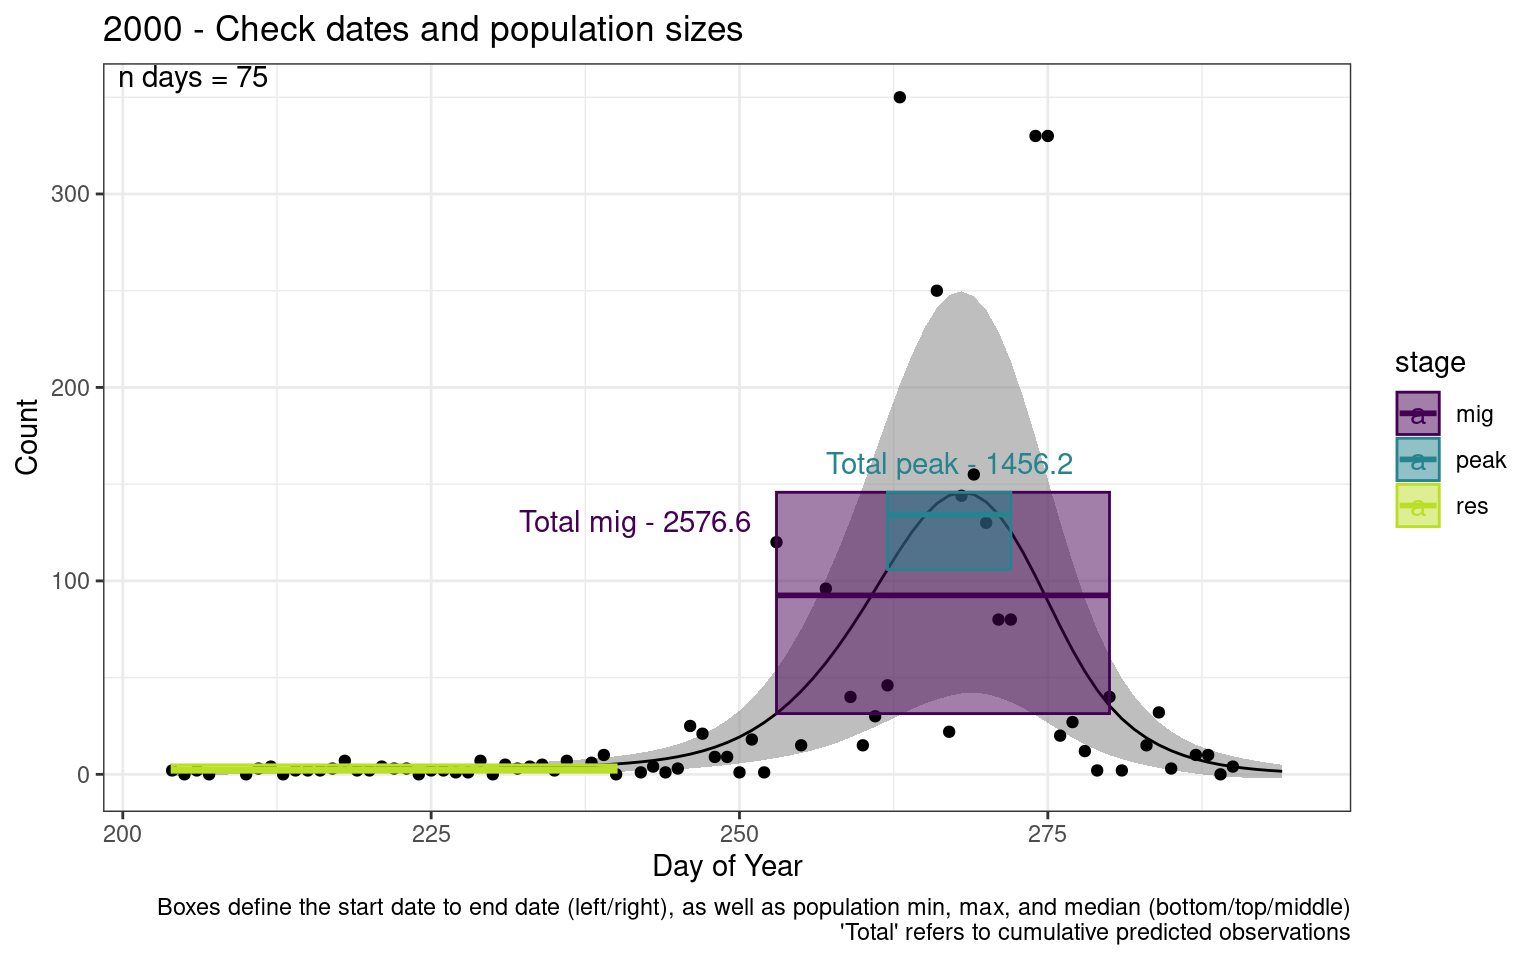 2000 - Check dates and population sizes
n days = 75
300
200
100
0
Count
Total peak - 1456.2
Total mig - 2576.6
200
225
250
275
Day of Year
stage
a mig
a peak
a res
Boxes define the start date to end date (left/right), as well as population min, max, and median (bottom/top/middle)
'Total' refers to cumulative predicted observations